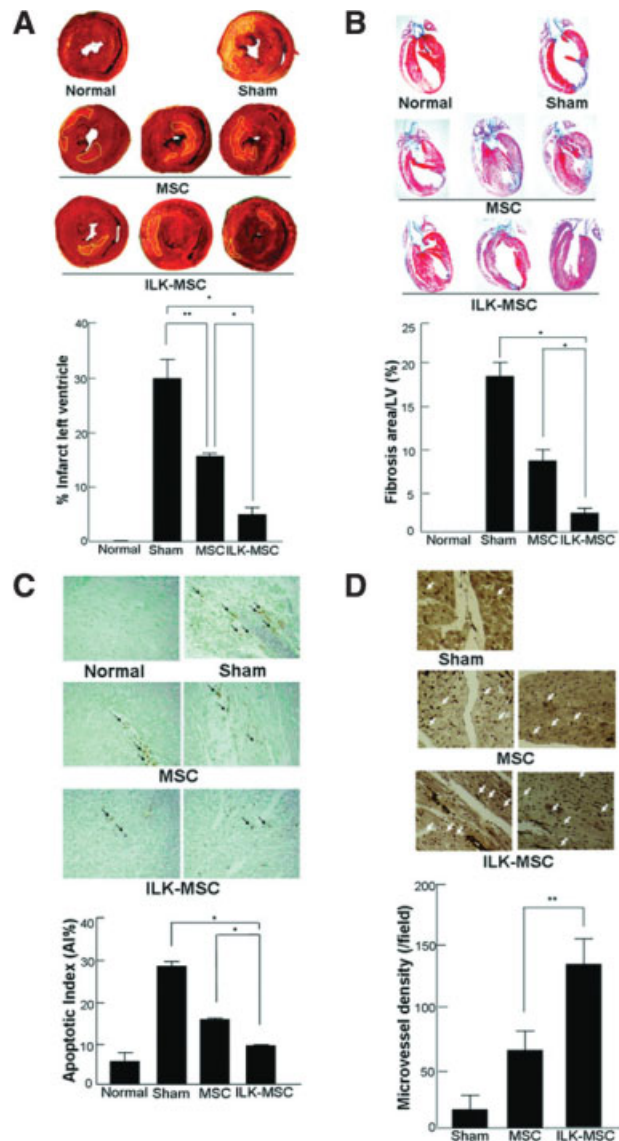 A
Normal
Sham
MSC
ILK-MSC
% Infarct left ventricle
40
30
20
10
0
*
**
*
Normal
Sham
MSC
ILK-MSC
B
Normal
Sham
MSC
ILK-MSC
Fibrosis area/LV (%)
25
20
15
10
5
0
*
*
Normal
Sham
MSC
ILK-MSC
C
Normal
Sham
MSC
ILK-MSC
Apoptotic Index (AI%)
40
30
20
10
0
*
*
Normal
Sham
MSC
ILK-MSC
D
Sham
MSC
ILK-MSC
Microvessel density (/field)
200
150
100
50
0
**
Sham
MSC
ILK-MSC